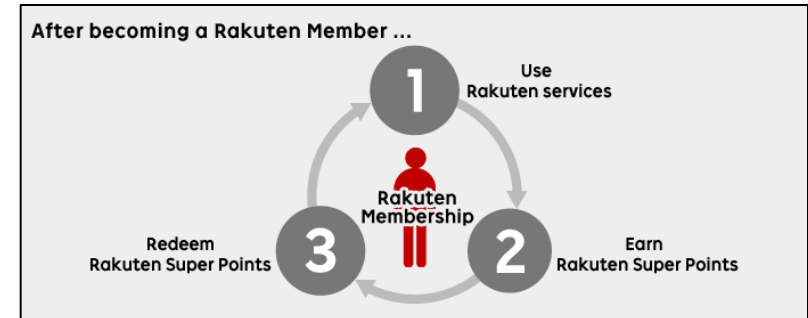 After becoming a Rakuten Member ...
1
Use
Rakuten services
Rakuten
Membership
3
Redeem
Rakuten Super Points
2
Earn
Rakuten Super Points